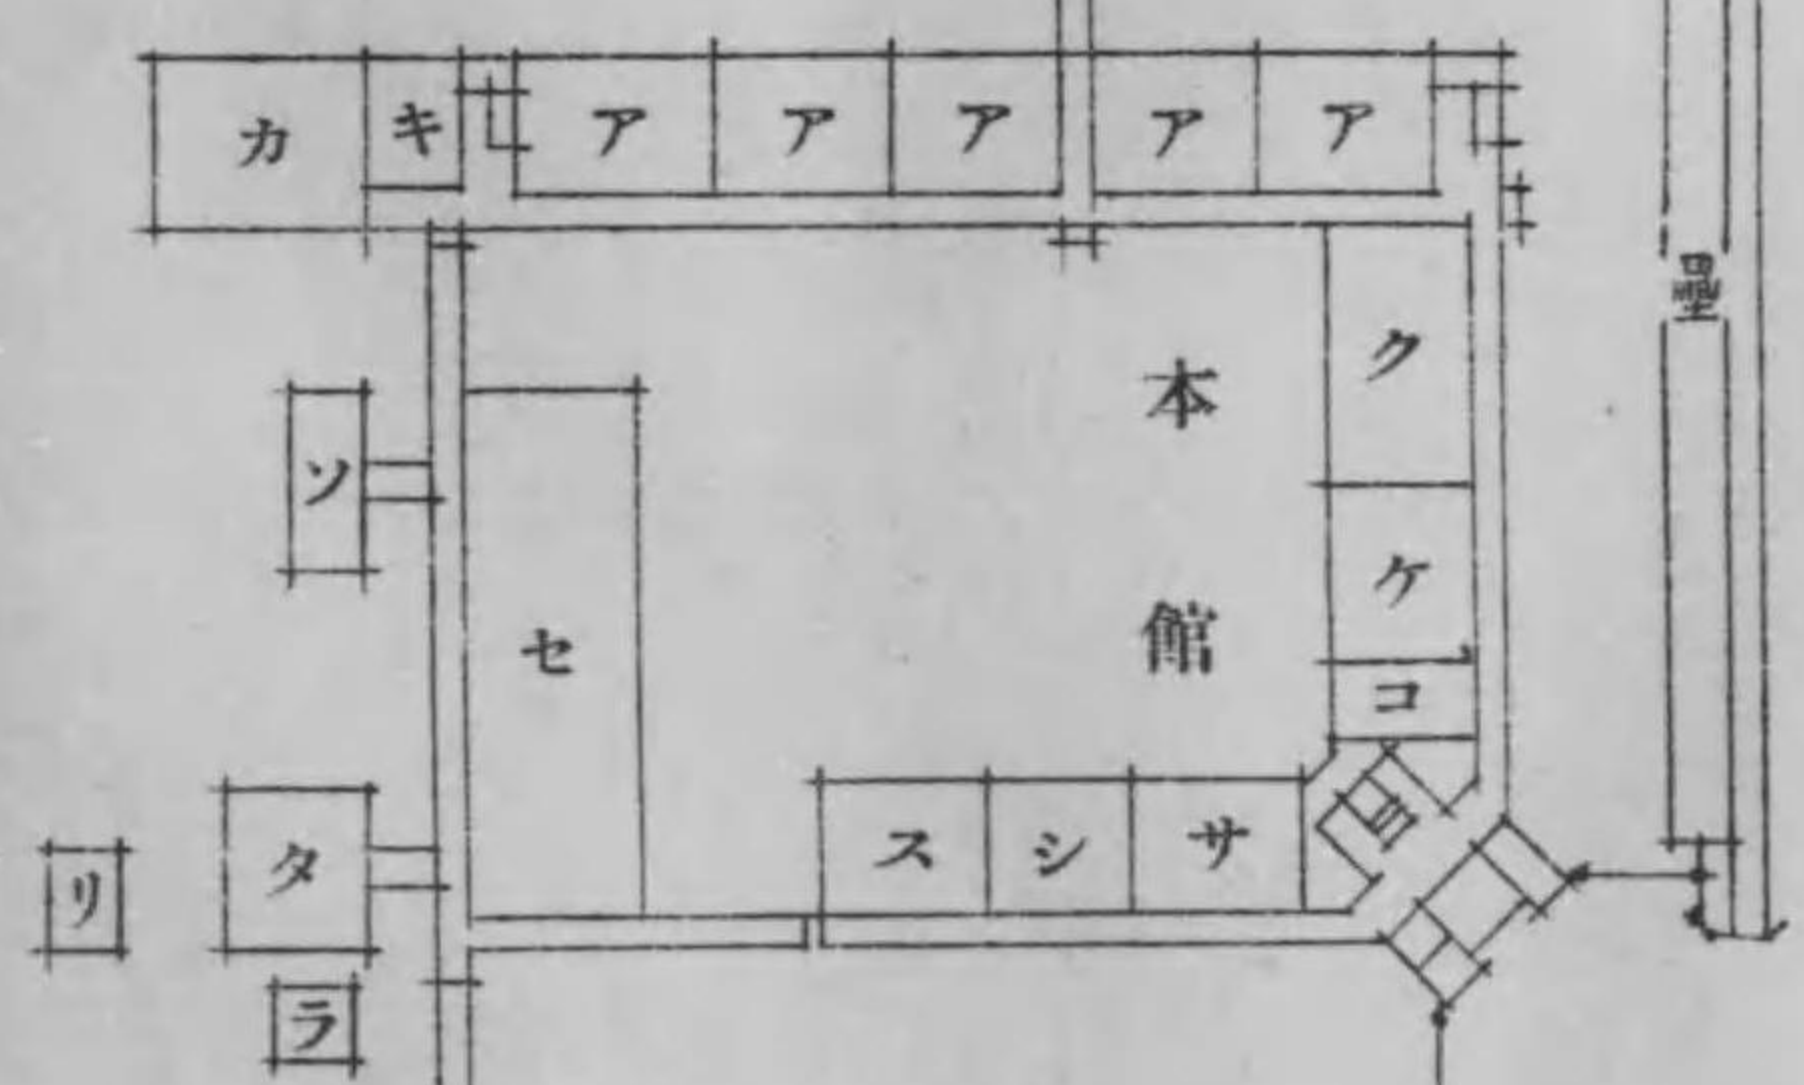 カ キ ア ア ア ア ア
ク
本館
ソ
ケ
セ
コ
ス シ サ
タ
リ
ラ